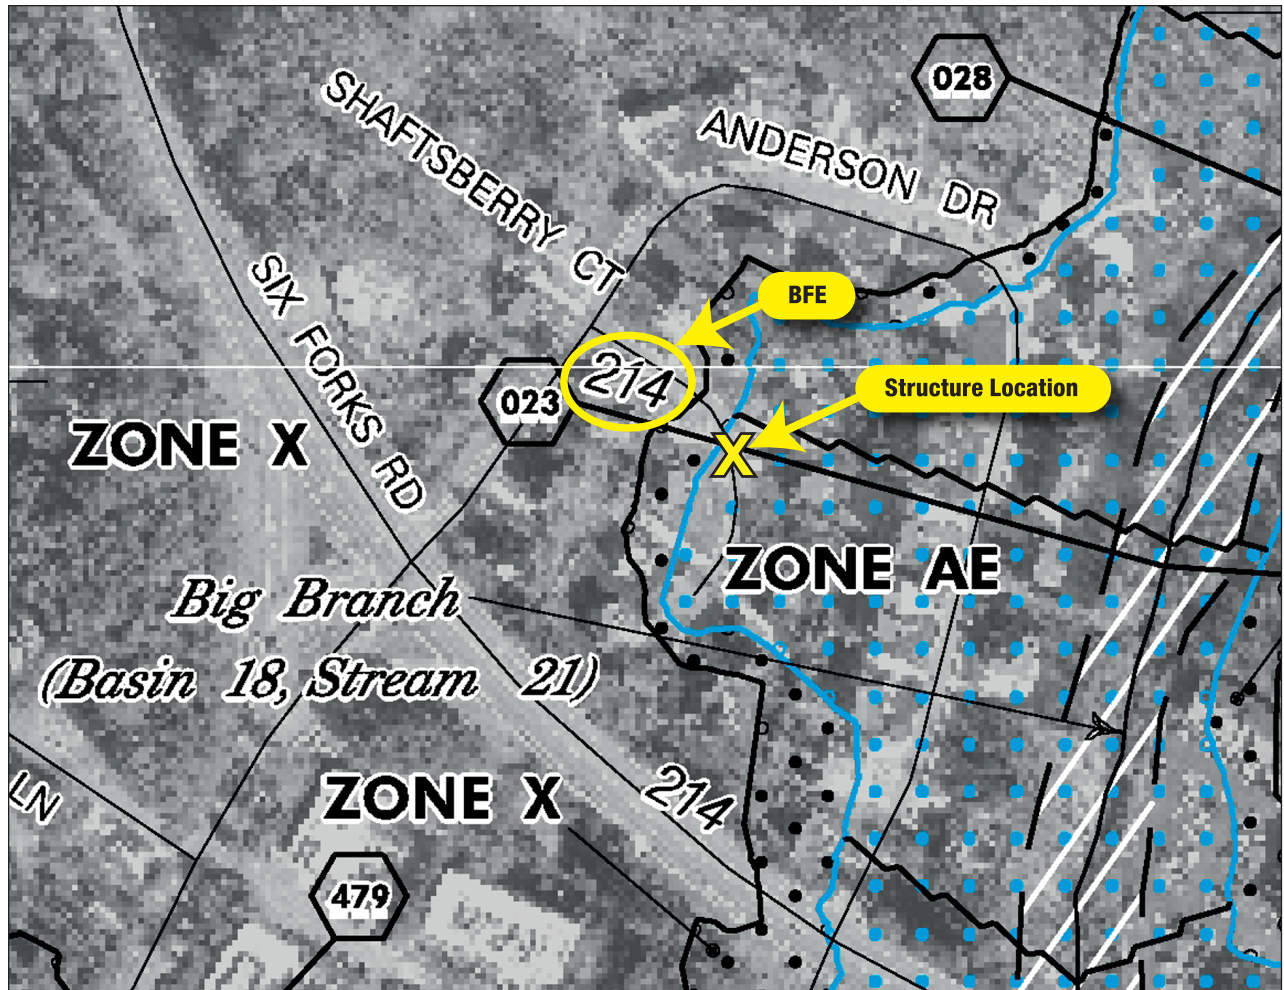 028
SHAFTSBERRY CT
ANDERSON DR
SIX FORKS RD
BFE
214
023
Structure Location
ZONE X
X
ZONE AE
Big Branch
(Basin 18, Stream 21)
LN
ZONE X
214
479